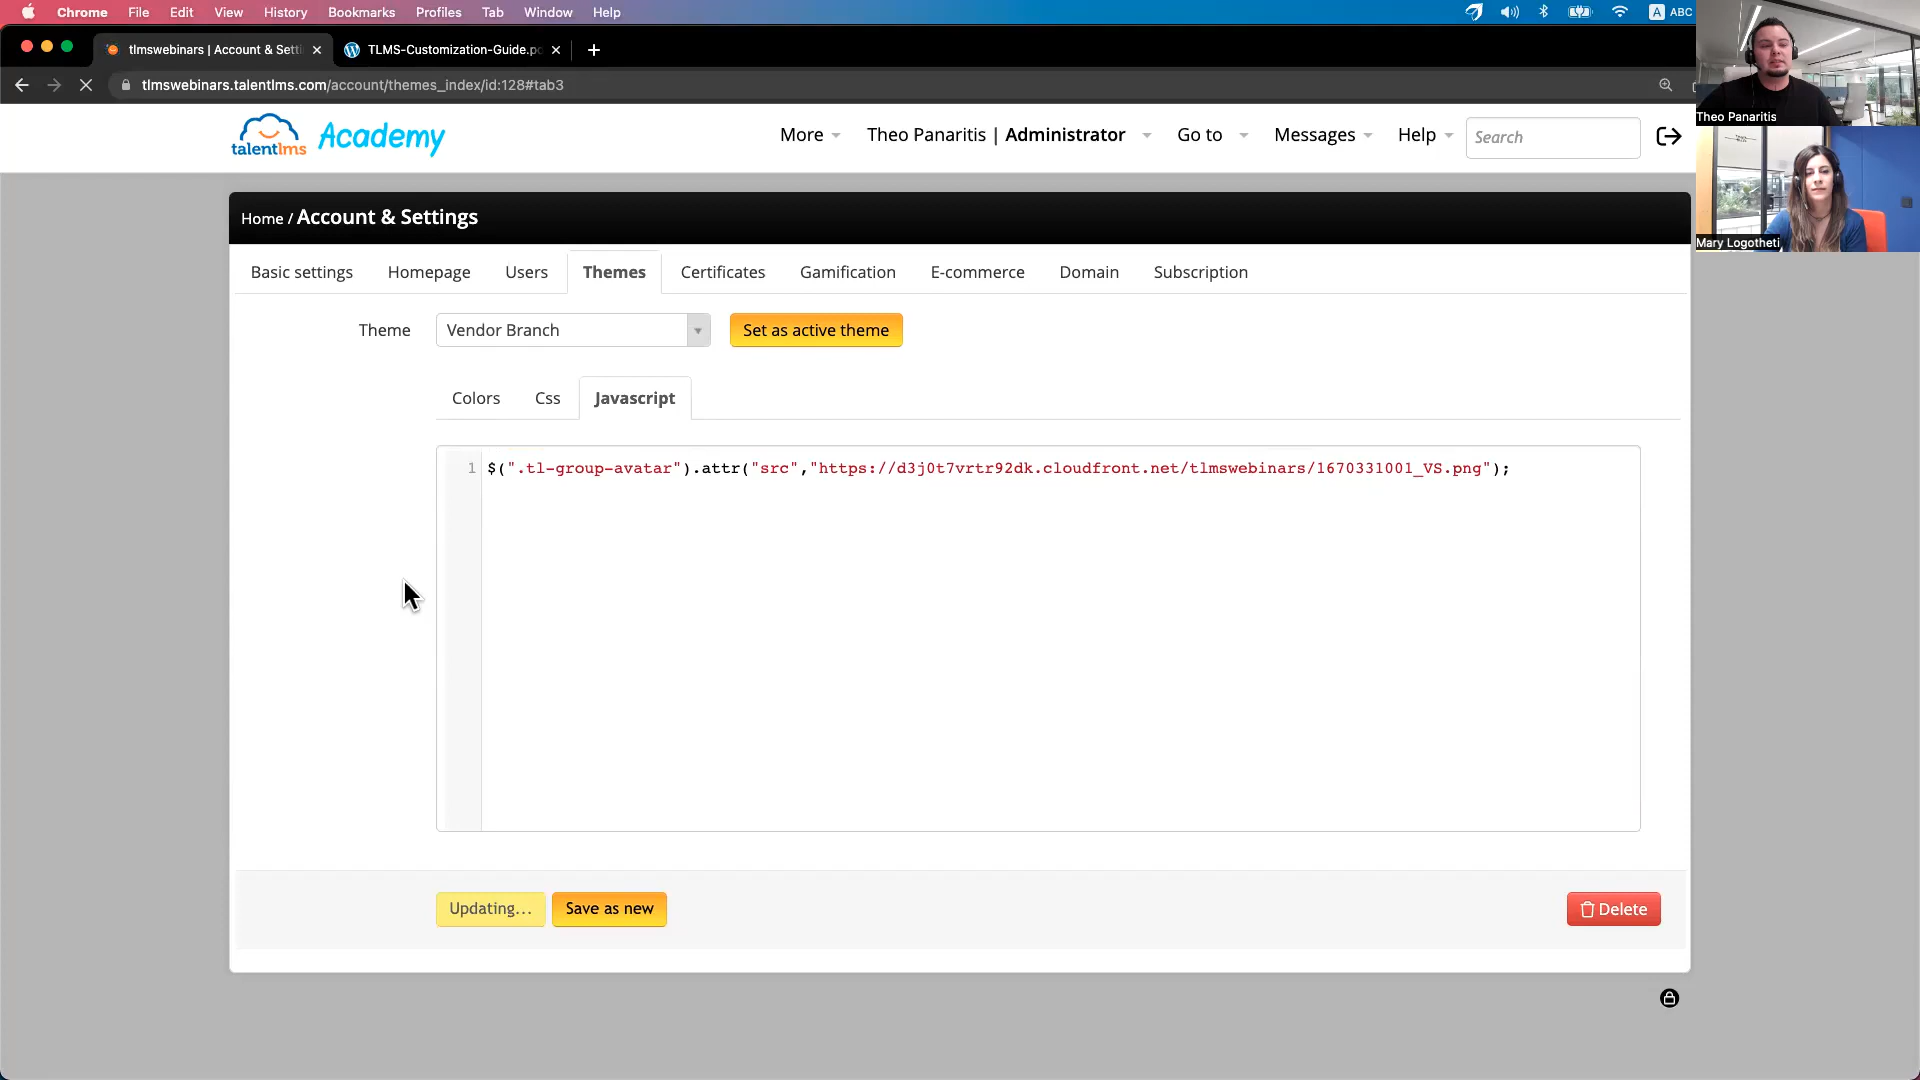 Chrome File Edit View History Bookmarks Profiles Tab Window Help A ABC
tlmswebinars | Account & Setti TLMS-Customization-Guide.p
tlmswebinars.talentlms.com/account/themes_index/id:128#tab3
Theo Panaritis
talentlms Academy More Theo Panaritis | Administrator Go to Messages Help Search
Mary Logotheti
Home / Account & Settings
Basic settings Homepage Users Themes Certificates Gamification E-commerce Domain Subscription
Theme Vendor Branch Set as active theme
Colors Css Javascript
1 $(".tl-group-avatar").attr("src","https://d3j0t7vrtr92dk.cloudfront.net/tlmswebinars/1670331001_VS.png");
Updating... Save as new Delete